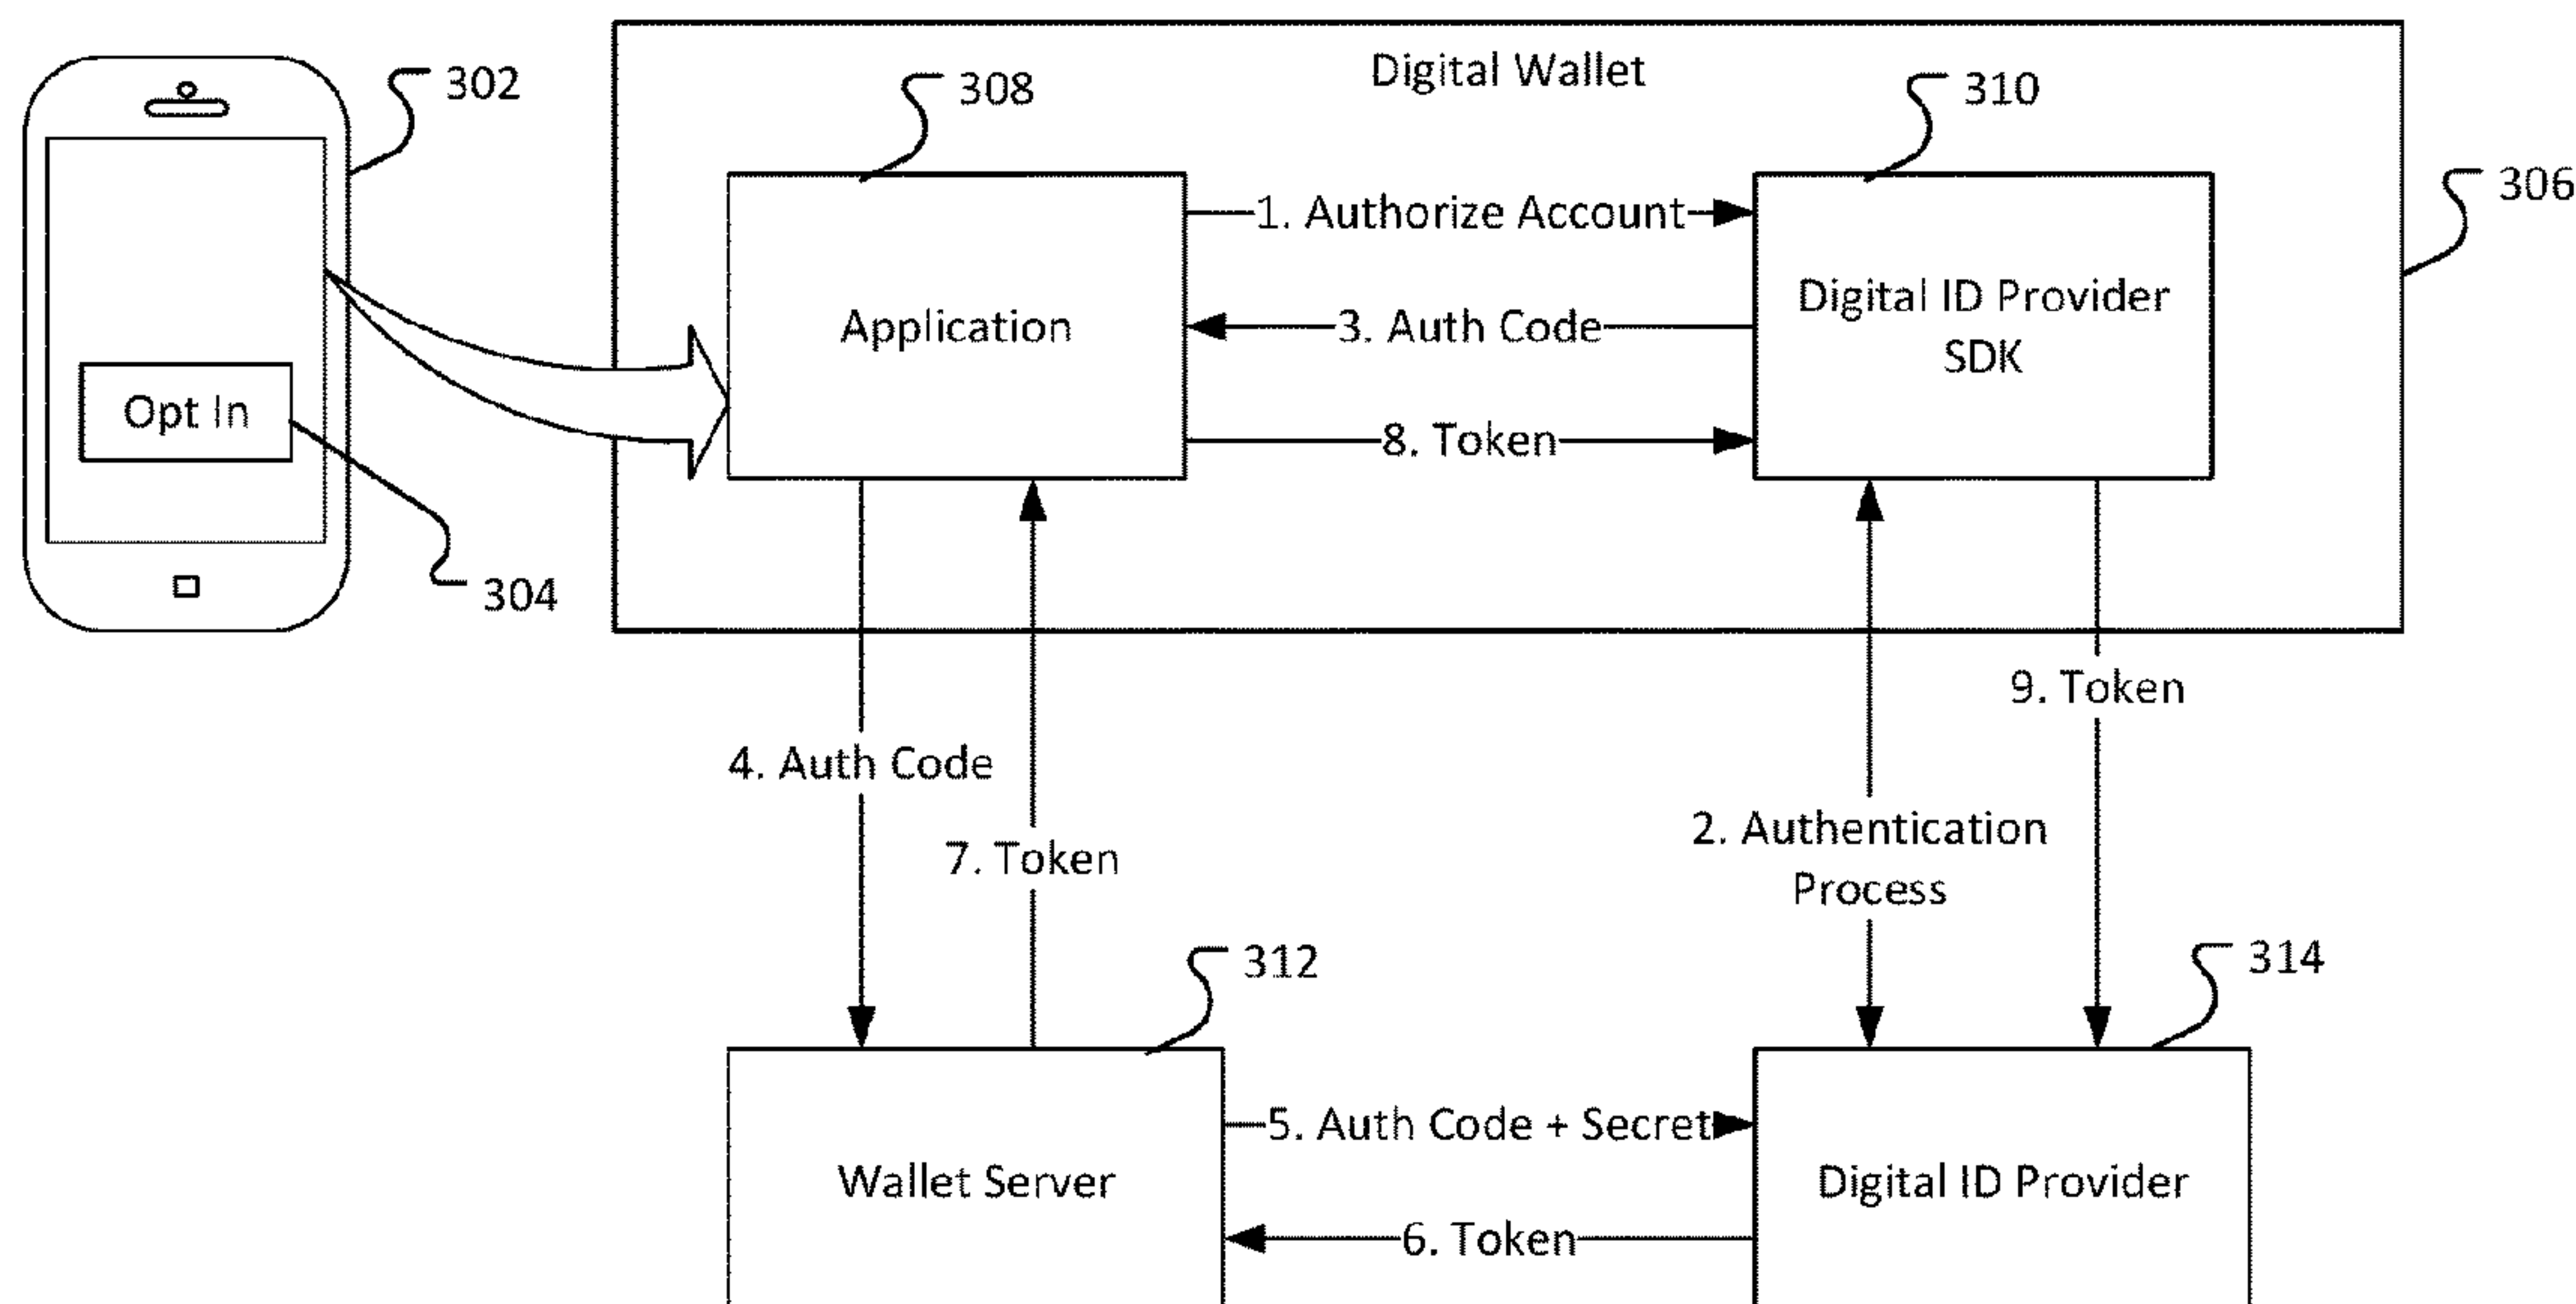 Digital Wallet
302
308
310
306
1. Authorize Account
Application
Digital ID Provider
SDK
3. Auth Code
Opt In
8. Token
304
9. Token
4. Auth Code
7. Token
2. Authentication
Process
312
314
5. Auth Code + Secret
Wallet Server
Digital ID Provider
6. Token